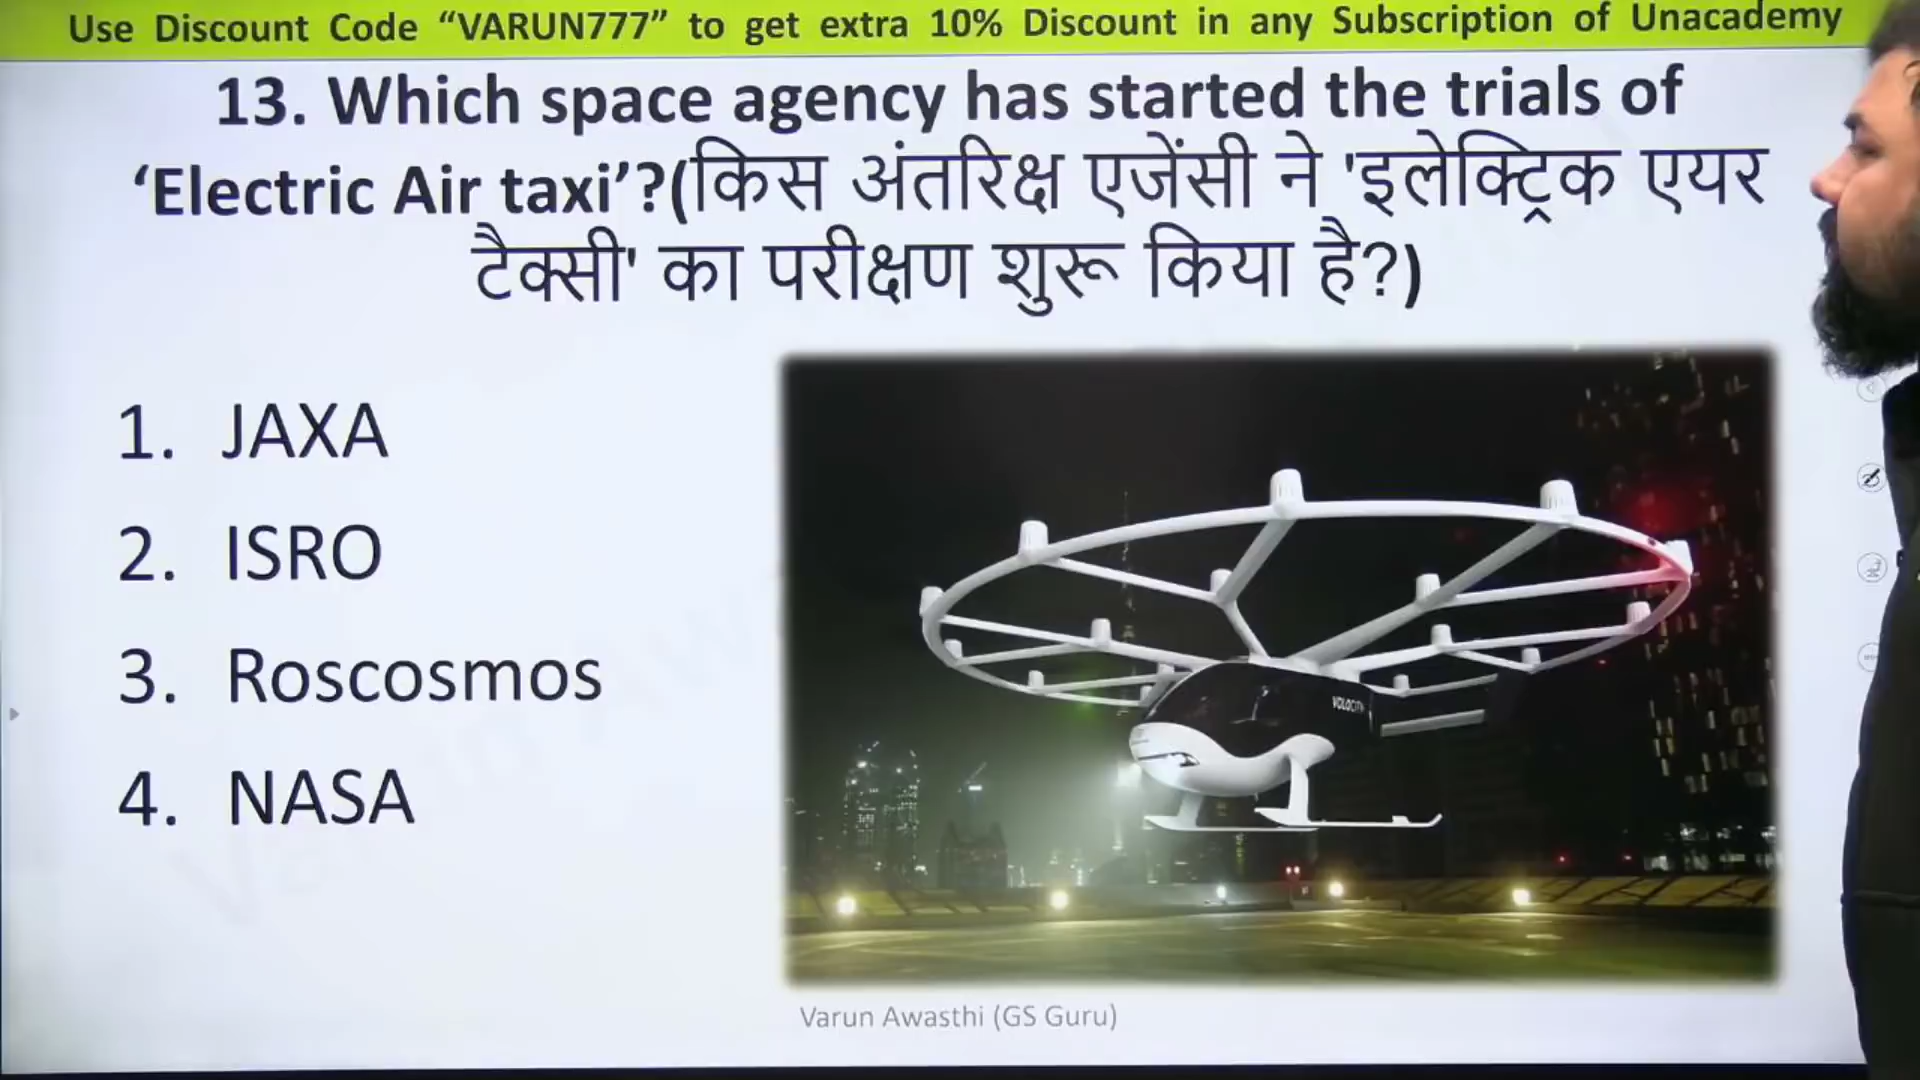 Use Discount Code “VARUN777” to get extra 10% Discount in any Subscription of Unacademy
13. Which space agency has started the trials of
‘Electric Air taxi’?(किस अंतरिक्ष एजेंसी ने 'इलेक्ट्रिक एयर
टैक्सी' का परीक्षण शुरू किया है?)
1. JAXA
2. ISRO
3. Roscosmos
4. NASA
VOLOCITY
Varun Awasthi (GS Guru)